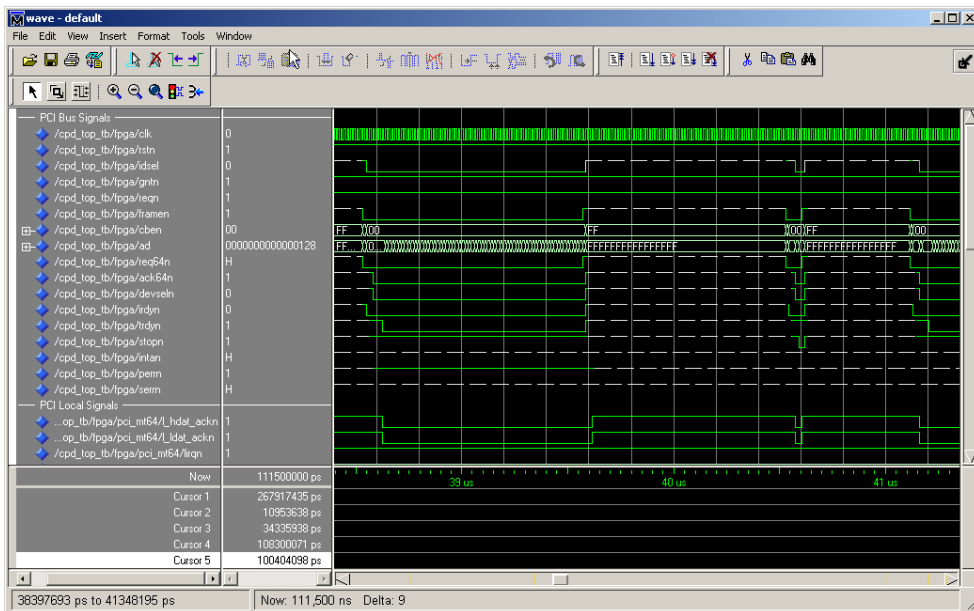 wave - default
File Edit View Insert Format Tools Window
PCI Bus Signals
/cpd_top_tb/fpga/clk 0
/cpd_top_tb/fpga/rstn 1
/cpd_top_tb/fpga/idsel 0
/cpd_top_tb/fpga/gntn 1
/cpd_top_tb/fpga/reqn 1
/cpd_top_tb/fpga/framen 1
/cpd_top_tb/fpga/cben 00 FF 00 FF 00 FF 00
/cpd_top_tb/fpga/ad 0000000000000128 FF... 0... FFFFFFFFFFFFFFFF FFFFFFFFFFFFFFFF
/cpd_top_tb/fpga/req64n H
/cpd_top_tb/fpga/ack64n 1
/cpd_top_tb/fpga/devseln 0
/cpd_top_tb/fpga/irdyn 0
/cpd_top_tb/fpga/trdyn 1
/cpd_top_tb/fpga/stopn 1
/cpd_top_tb/fpga/intan H
/cpd_top_tb/fpga/perrn 1
/cpd_top_tb/fpga/serrn H
PCI Local Signals
...op_tb/fpga/pci_mt64/l_hdat_ackn 1
...op_tb/fpga/pci_mt64/l_ldat_ackn 1
/cpd_top_tb/fpga/pci_mt64/lirqn 1
Now 111500000 ps 39 us 40 us 41 us
Cursor 1 267917435 ps
Cursor 2 10953638 ps
Cursor 3 34335938 ps
Cursor 4 108300071 ps
Cursor 5 100404098 ps
38397693 ps to 41348195 ps Now: 111,500 ns Delta: 9